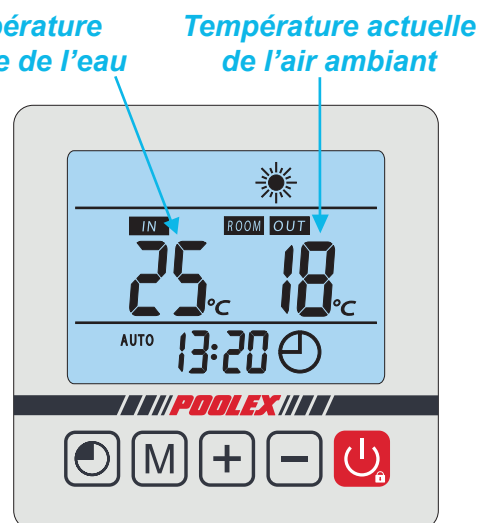 pérature
e de l'eau
Température actuelle
de l'air ambiant
IN ROOM OUT
25 °C 18 °C
AUTO 13:20
POOLEX
M + −